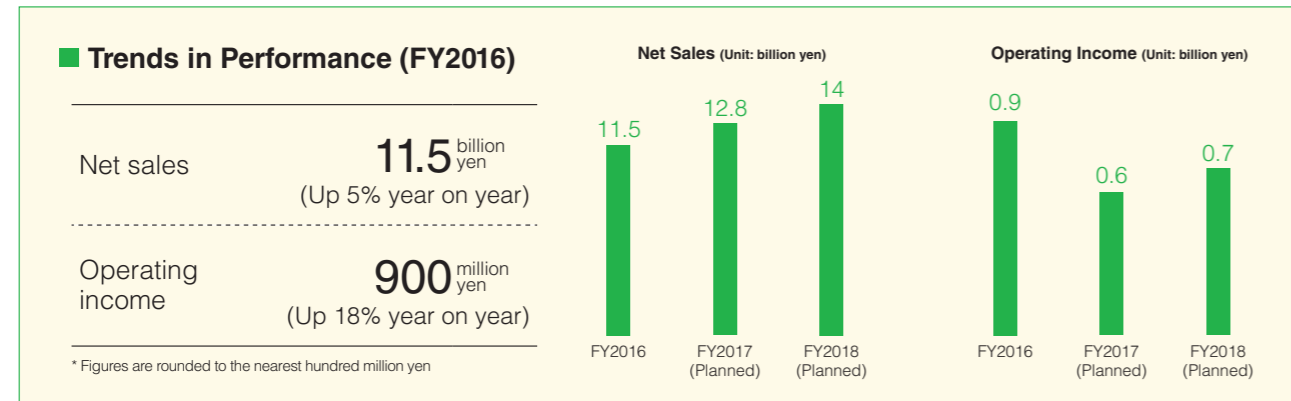 Trends in Performance (FY2016)
Net sales
11.5 billion yen
(Up 5% year on year)
Operating income
900 million yen
(Up 18% year on year)
* Figures are rounded to the nearest hundred million yen
Net Sales (Unit: billion yen)
11.5
12.8
14
FY2016
FY2017
(Planned)
FY2018
(Planned)
Operating Income (Unit: billion yen)
0.9
0.6
0.7
FY2016
FY2017
(Planned)
FY2018
(Planned)